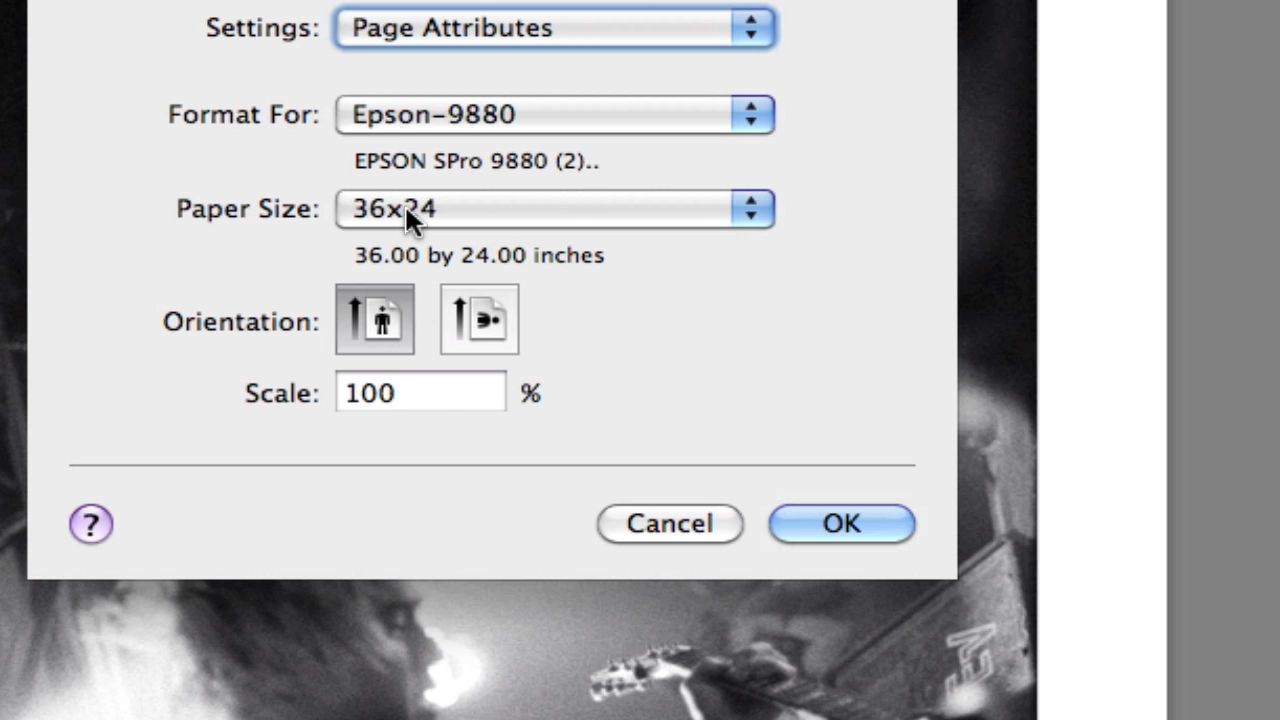 Settings: Page Attributes
Format For: Epson-9880
EPSON SPro 9880 (2)..
Paper Size: 36x24
36.00 by 24.00 inches
Orientation:
Scale: 100 %
? Cancel OK